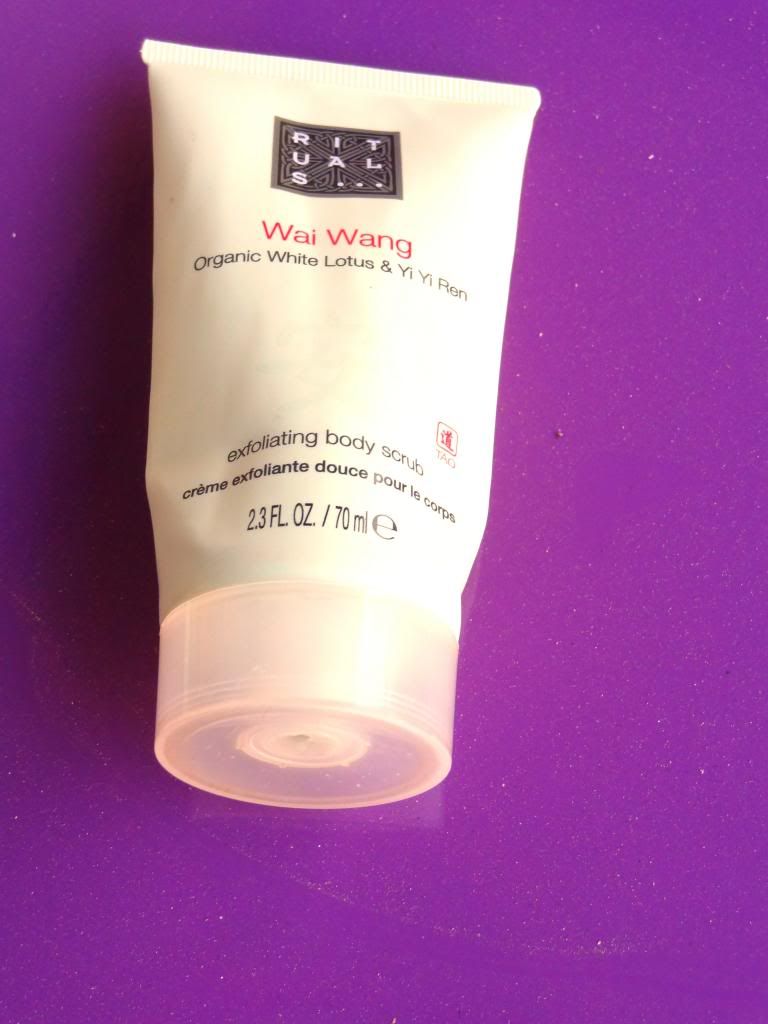 RIT
UAL
S...
Wai Wang
Organic White Lotus & Yi Yi Ren
道
TAO
exfoliating body scrub
crème exfoliante douce pour le corps
2.3 FL. OZ. / 70 ml ℮